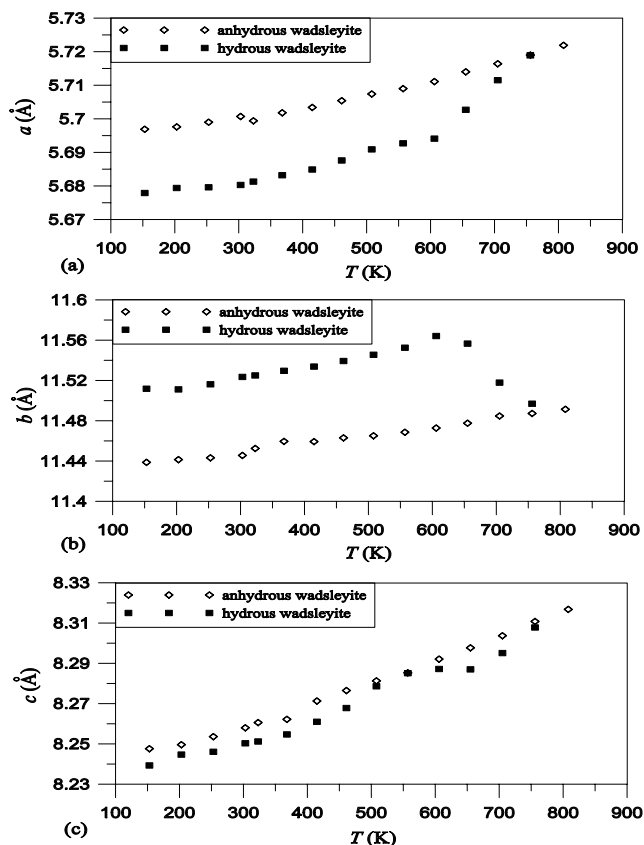 5.73
anhydrous wadsleyite
hydrous wadsleyite
5.72
5.71
5.7
5.69
5.68
5.67
a (Å)
100 200 300 400 500 600 700 800 900
(a)
T (K)
11.6
anhydrous wadsleyite
hydrous wadsleyite
11.56
11.52
11.48
11.44
11.4
b (Å)
100 200 300 400 500 600 700 800 900
(b)
T (K)
8.33
anhydrous wadsleyite
hydrous wadsleyite
8.31
8.29
8.27
8.25
8.23
c (Å)
100 200 300 400 500 600 700 800 900
(c)
T (K)